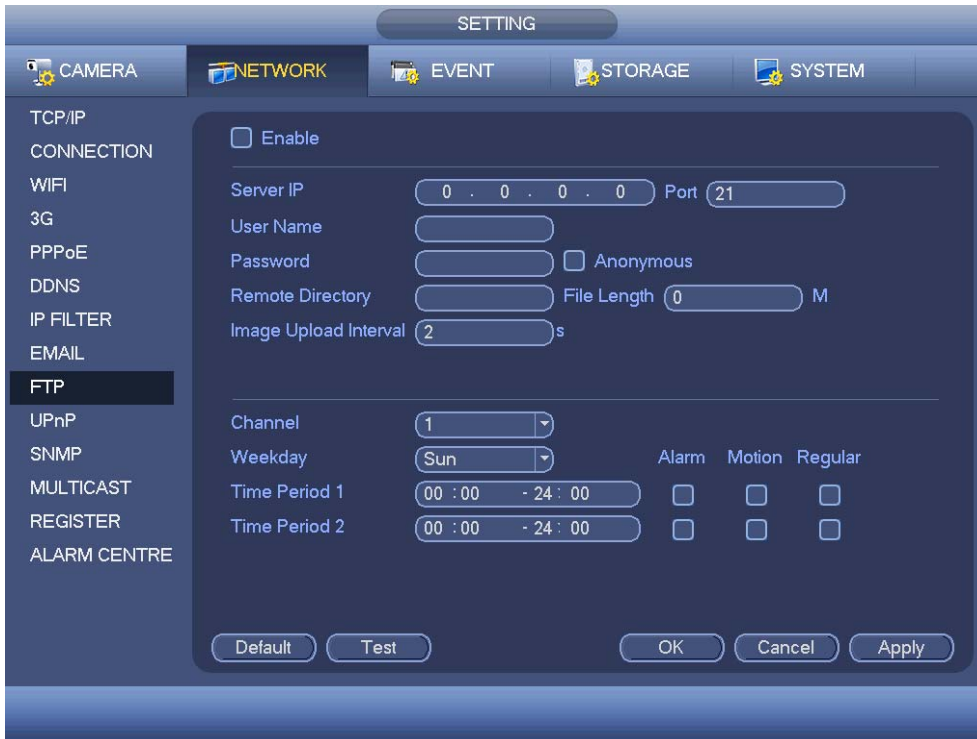 SETTING
CAMERA NETWORK EVENT STORAGE SYSTEM
TCP/IP
CONNECTION
WIFI
3G
PPPoE
DDNS
IP FILTER
EMAIL
FTP
UPnP
SNMP
MULTICAST
REGISTER
ALARM CENTRE
Enable
Server IP 0 . 0 . 0 . 0 Port 21
User Name
Password Anonymous
Remote Directory File Length 0 M
Image Upload Interval 2 s
Channel 1
Weekday Sun Alarm Motion Regular
Time Period 1 00 :00 - 24 : 00
Time Period 2 00 :00 - 24 : 00
Default Test OK Cancel Apply